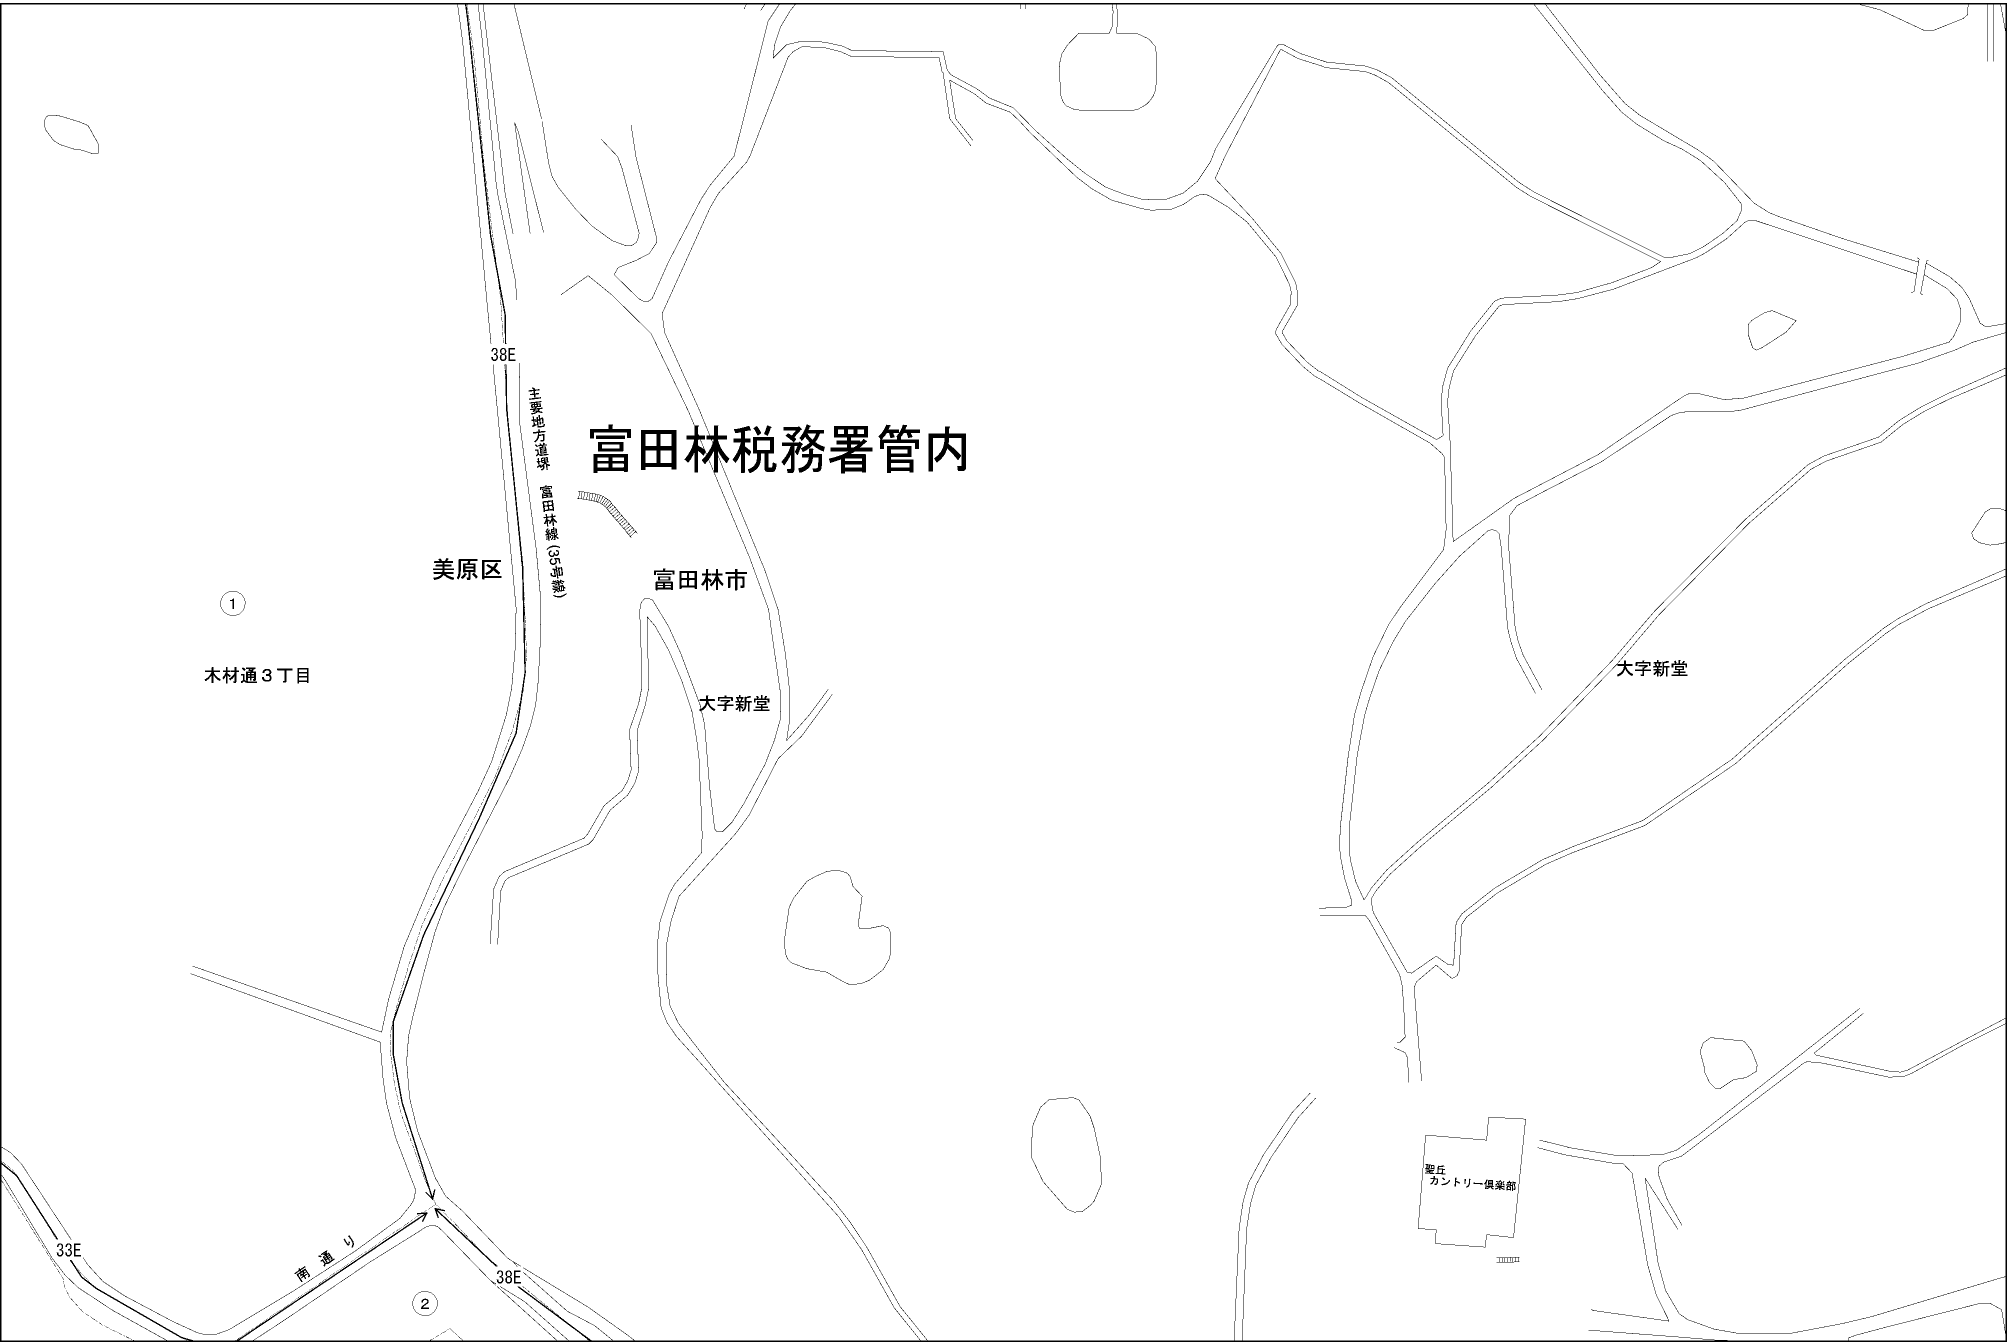 38E
主要地方道堺　富田林線(35号線)
富田林税務署管内
美原区
富田林市
1
木材通3丁目
大字新堂
大字新堂
聖丘
カントリー倶楽部
33E
南通り
38E
2